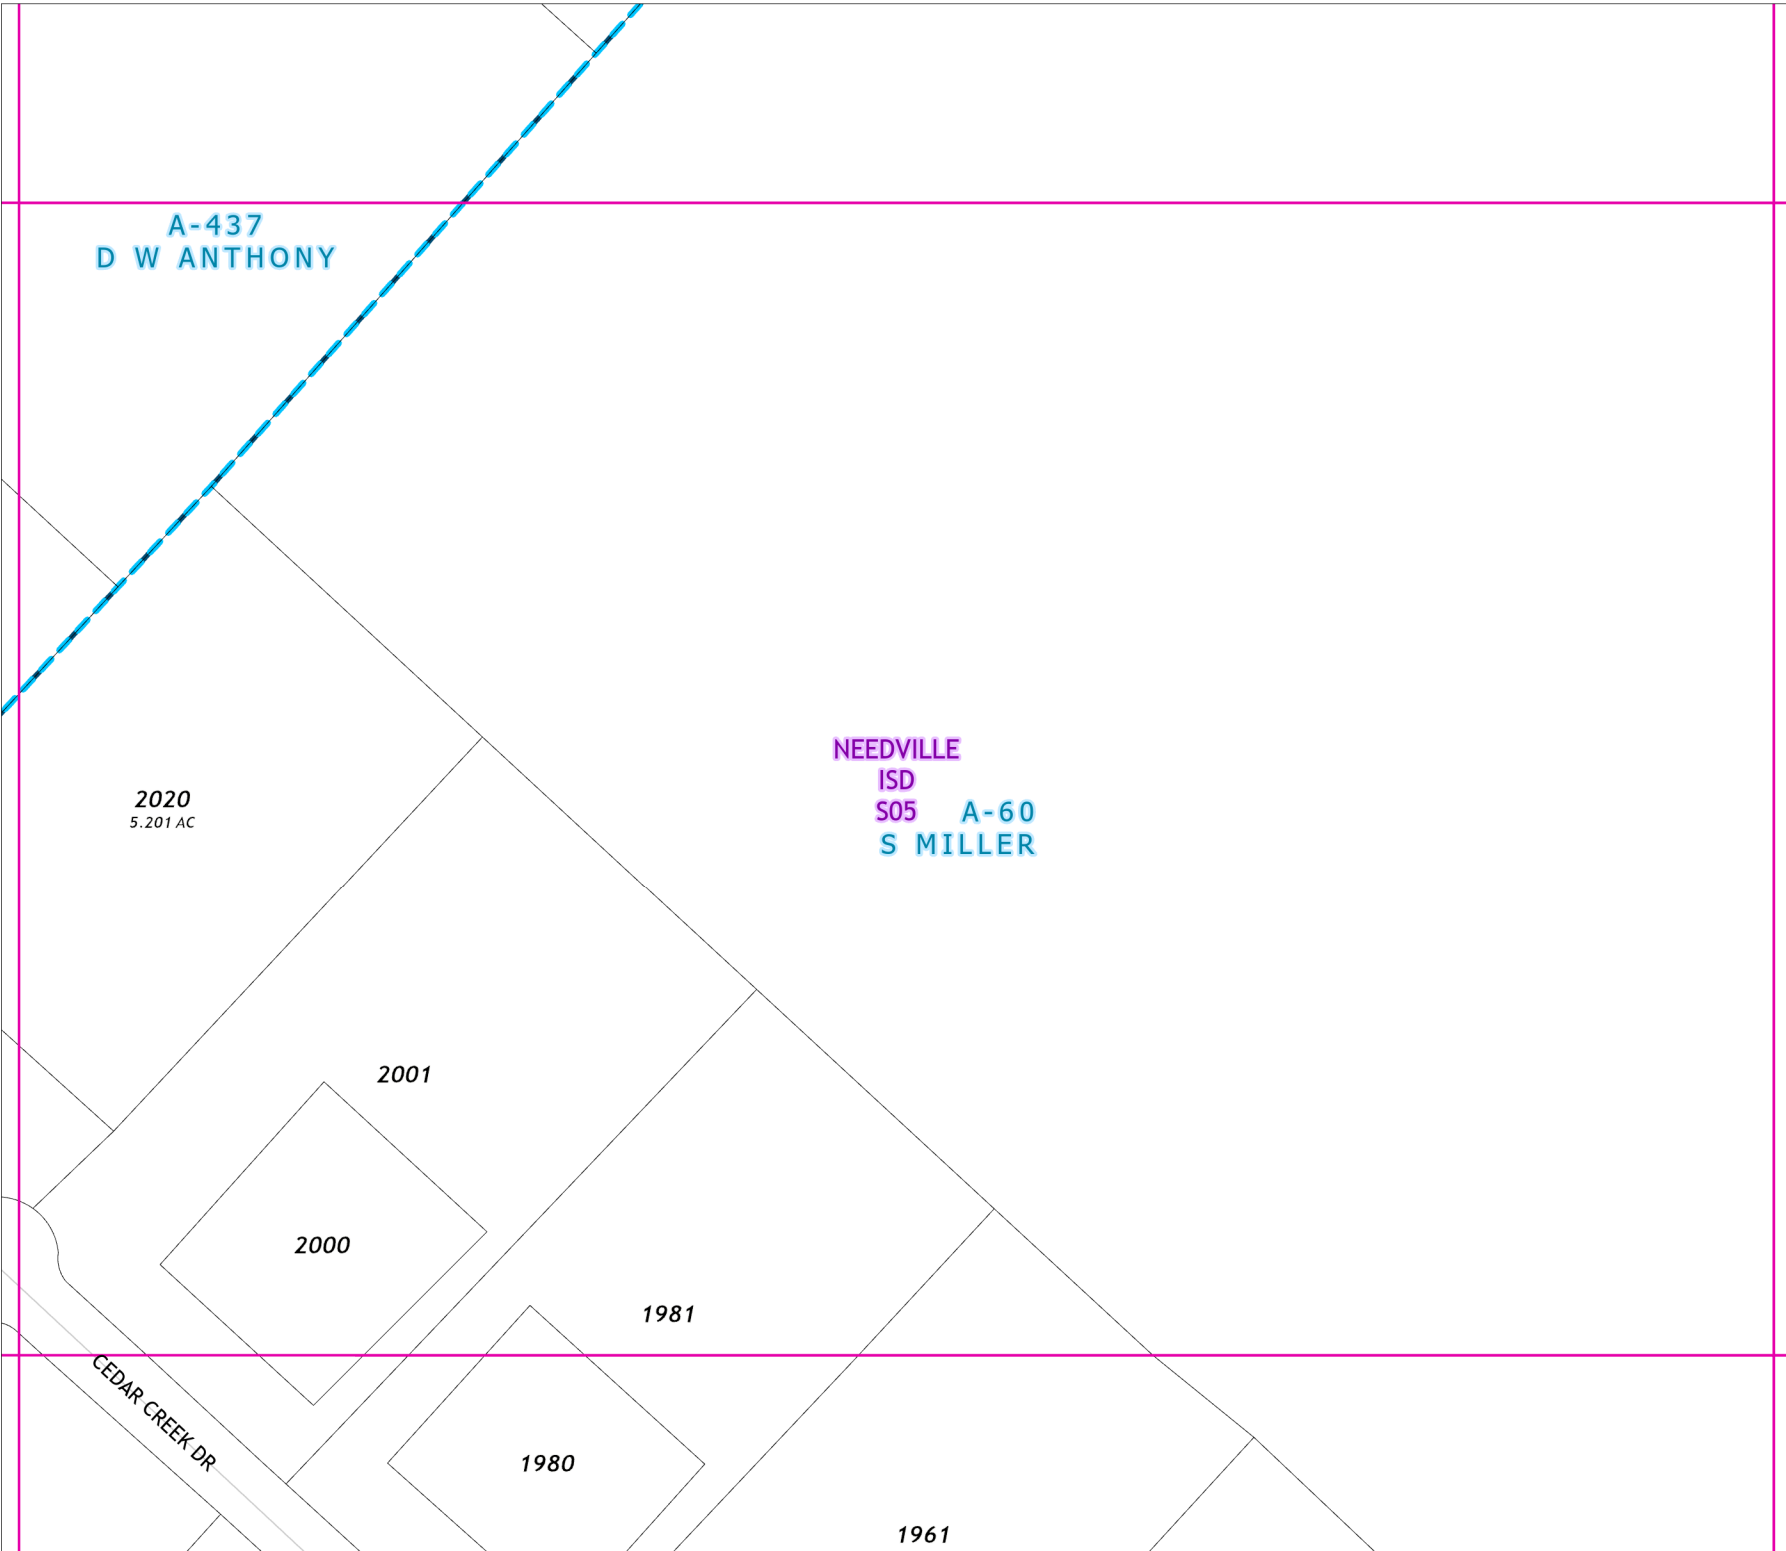 A-437
D W ANTHONY
NEEDVILLE
ISD
S05
A-60
S MILLER
2020
5.201 AC
2001
2000
1981
CEDAR CREEK DR
1980
1961